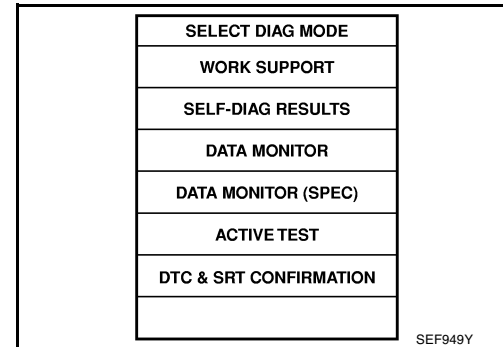 SELECT DIAG MODE
WORK SUPPORT
SELF-DIAG RESULTS
DATA MONITOR
DATA MONITOR (SPEC)
ACTIVE TEST
DTC & SRT CONFIRMATION
SEF949Y